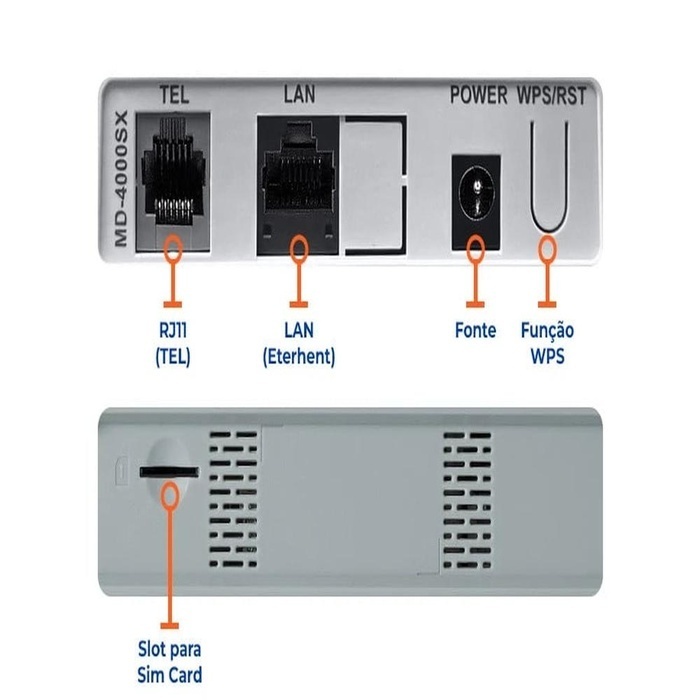 TEL LAN POWER WPS/RST
MD-4000SX
RJ11
(TEL)
LAN
(Eterhent)
Fonte
Função
WPS
Slot para
Sim Card